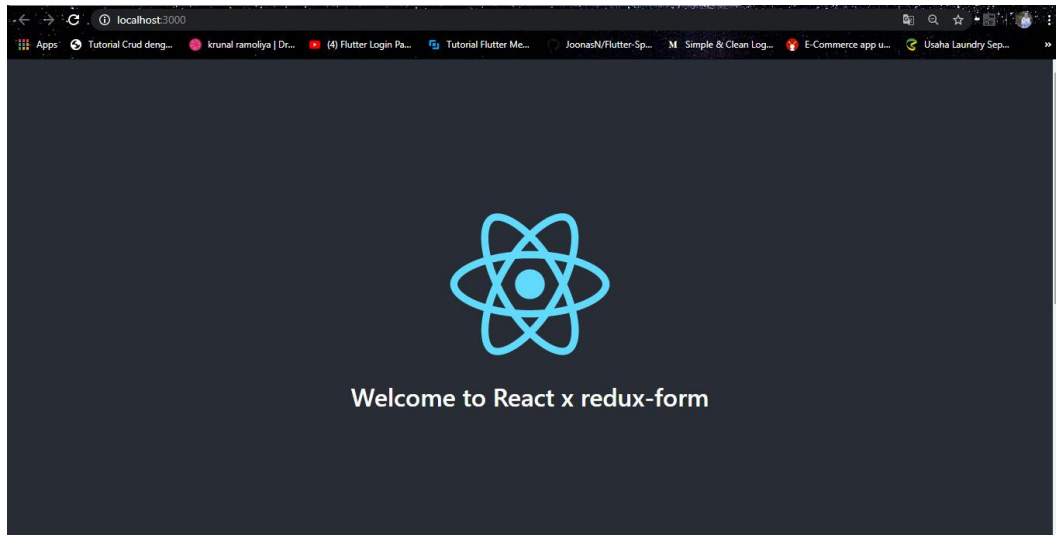 localhost:3000
Apps Tutorial Crud deng... krunal ramoliya | Dr... (4) Flutter Login Pa... Tutorial Flutter Me... JoonasN/Flutter-Sp... M Simple & Clean Log... E-Commerce app u... Usaha Laundry Sep... »
Welcome to React x redux-form